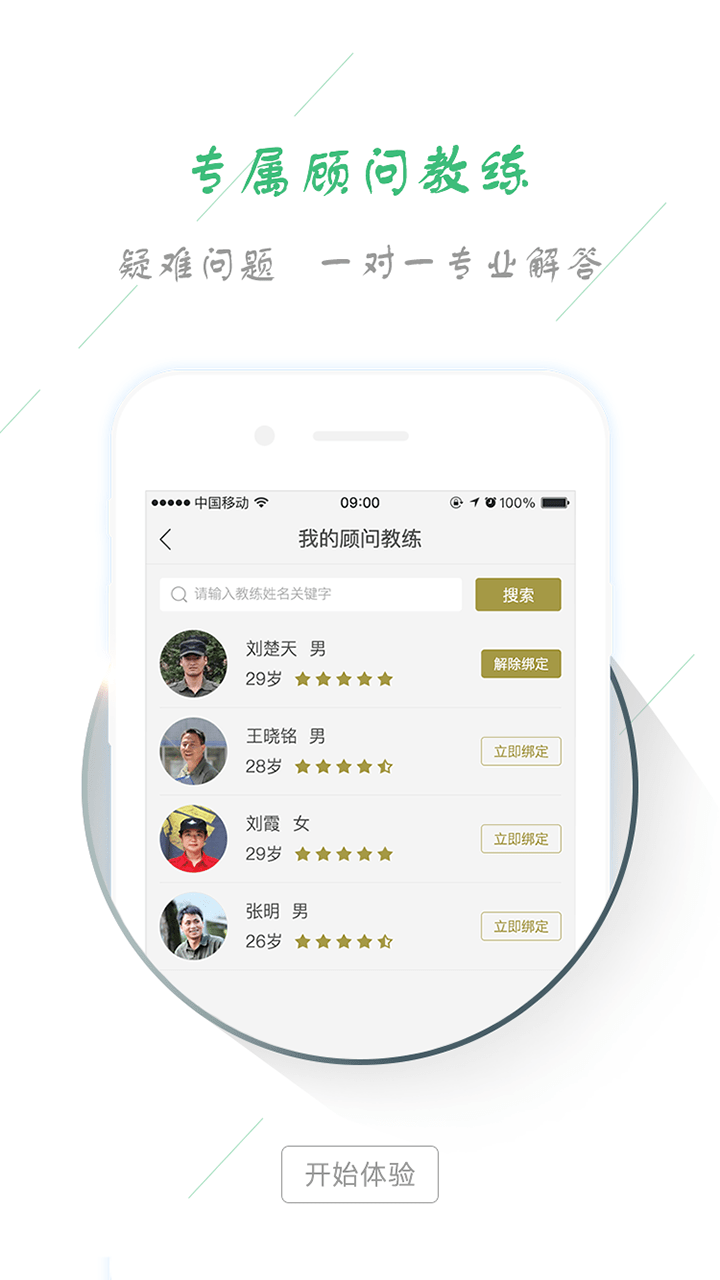 专属顾问教练
疑难问题 一对一专业解答
中国移动 09:00 100%
我的顾问教练
请输入教练姓名关键字 搜索
刘楚天 男
29岁 解除绑定
王晓铭 男
28岁 立即绑定
刘霞 女
29岁 立即绑定
张明 男
26岁 立即绑定
开始体验